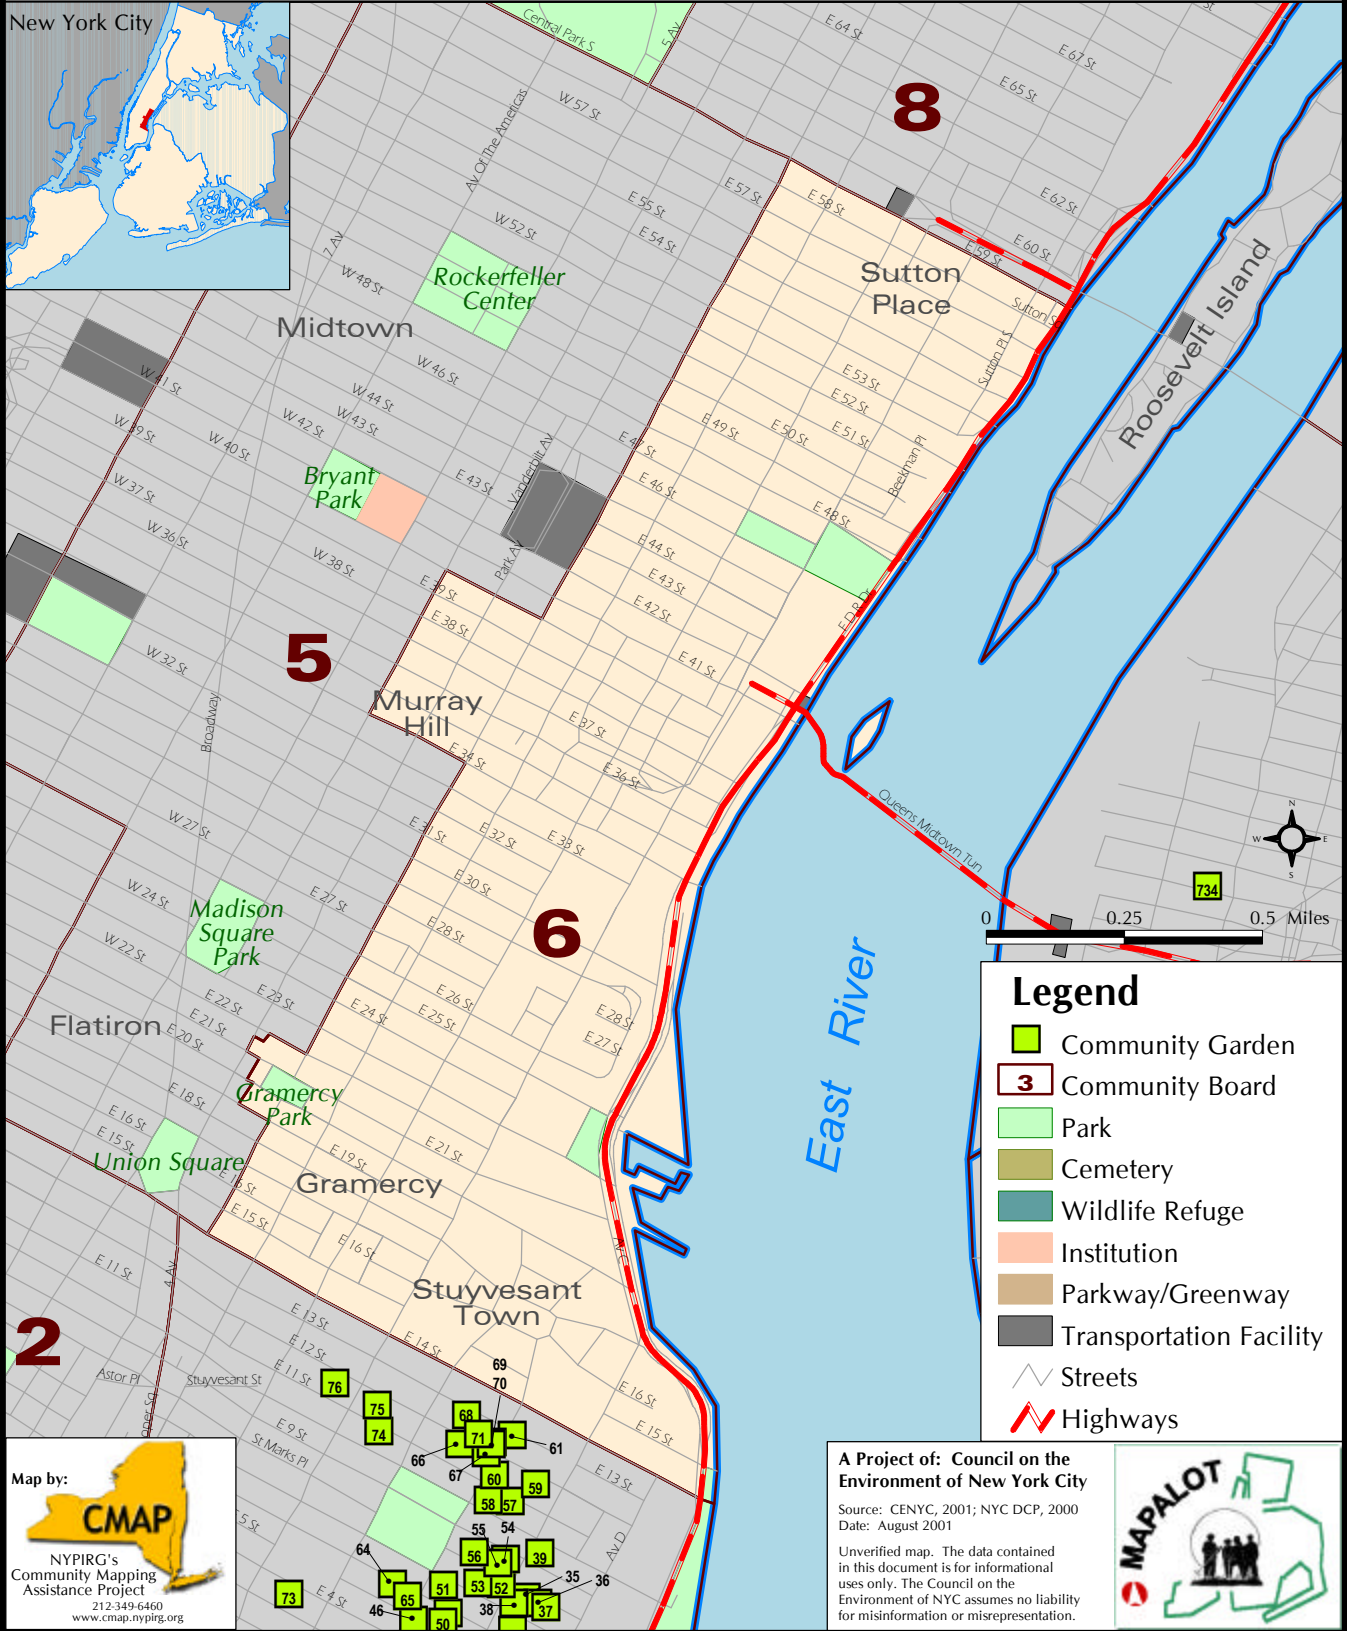 New York City
Central Park S
5 Av
E 64 St
E 67 St
E 65 St
St
8
W 57 St
Av Of The Americas
E 57 St
E 58 St
E 55 St
E 54 St
E 62 St
E 60 St
E 59 St
W 52 St
7 Av
W 48 St
Rockerfeller
Center
Sutton
Place
Sutton S
Sutton Pl S
Roosevelt Island
Midtown
W 46 St
W 41 St
W 44 St
W 43 St
W 42 St
W 39 St
W 40 St
E 53 St
E 52 St
E 51 St
E 50 St
E 49 St
Beekman Pl
Vanderbilt Av
E 43 St
Bryant
Park
W 37 St
W 36 St
W 38 St
E 46 St
E 48 St
E 44 St
E 43 St
E 42 St
Park Av
F D R Dr
E 39 St
E 38 St
5
W 32 St
E 41 St
Broadway
Murray
Hill
E 37 St
E 34 St
E 36 St
Queens Midtown Tun
W 27 St
E 31 St
E 32 St
E 33 St
N
W E
S
734
W 24 St
E 27 St
E 30 St
0 0.25 0.5 Miles
Madison
Square
Park
W 22 St
E 28 St
6
East River
E 22 St
E 23 St
E 21 St
E 20 St
E 26 St
E 25 St
E 24 St
E 28 St
E 27 St
Flatiron
Gramercy
Park
E 18 St
E 16 St
E 15 St
Union Square
E 16 St
E 15 St
E 19 St
E 21 St
Gramercy
E 16 St
Av C
Stuyvesant
Town
E 11 St
4 Av
E 13 St
E 12 St
E 11 St
E 14 St
E 16 St
E 15 St
E 13 St
2
Astor Pl
Stuyvesant St
E 9 St
St Marks Pl
5 St
E 4 St
Av D
76
75
74
69
70
68
71
61
66
67
60
59
58
57
55
54
56
39
64
65
51
53
52
35
36
73
46
50
38
37
Legend
Community Garden
3 Community Board
Park
Cemetery
Wildlife Refuge
Institution
Parkway/Greenway
Transportation Facility
Streets
Highways
Map by:
CMAP
NYPIRG's
Community Mapping
Assistance Project
212-349-6460
www.cmap.nypirg.org
A Project of: Council on the
Environment of New York City
Source: CENYC, 2001; NYC DCP, 2000
Date: August 2001
Unverified map. The data contained
in this document is for informational
uses only. The Council on the
Environment of NYC assumes no liability
for misinformation or misrepresentation.
MAPALOT